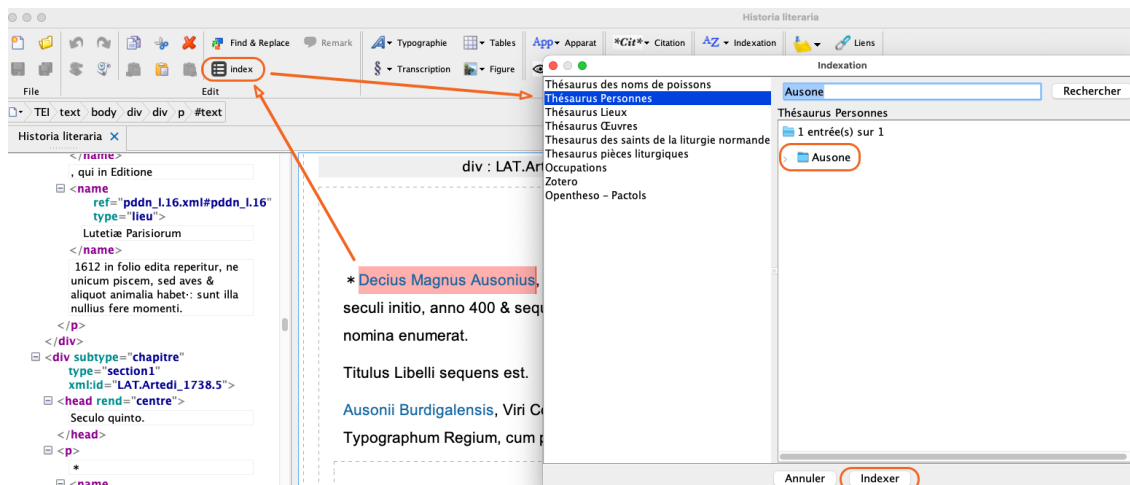 Historia literaria
Find & Replace Remark Typographie Tables App Apparat *Cit* Citation AZ Indexation Liens
index § Transcription Figure
File Edit
TEI text body div div p #text
Historia literaria
</name>
, qui in Editione
<name
ref="pddn_l.16.xml#pddn_l.16"
type="lieu">
Lutetiæ Parisiorum
</name>
1612 in folio edita reperitur, ne
unicum piscem, sed aves &
aliquot animalia habet·: sunt illa
nullius fere momenti.
</p>
</div>
<div subtype="chapitre"
type="section1"
xml:id="LAT.Artedi_1738.5">
<head rend="centre">
Seculo quinto.
</head>
<p>
*
<name
div : LAT.Art
* Decius Magnus Ausonius,
seculi initio, anno 400 & sequ
nomina enumerat.
Titulus Libelli sequens est.
Ausonii Burdigalensis, Viri Co
Typographum Regium, cum p
Indexation
Thésaurus des noms de poissons
Thésaurus Personnes
Thésaurus Lieux
Thésaurus Œuvres
Thésaurus des saints de la liturgie normande
Thesaurus pièces liturgiques
Occupations
Zotero
Opentheso – Pactols
Ausone Rechercher
Thésaurus Personnes
1 entrée(s) sur 1
Ausone
Annuler Indexer